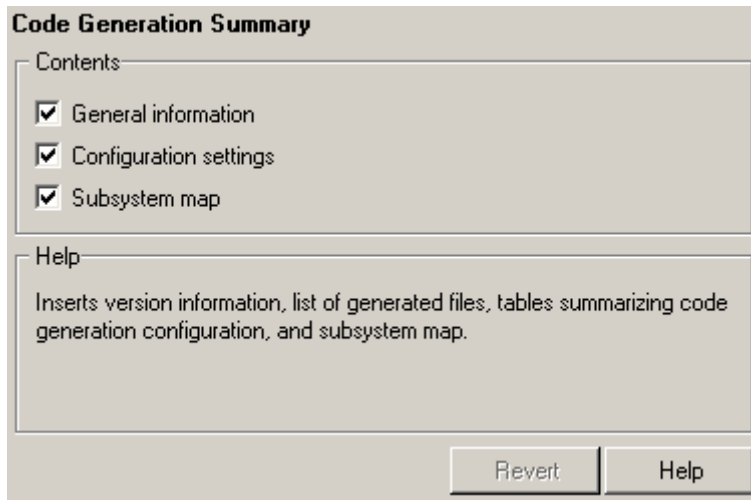 Code Generation Summary
Contents
General information
Configuration settings
Subsystem map
Help
Inserts version information, list of generated files, tables summarizing code
generation configuration, and subsystem map.
Revert
Help